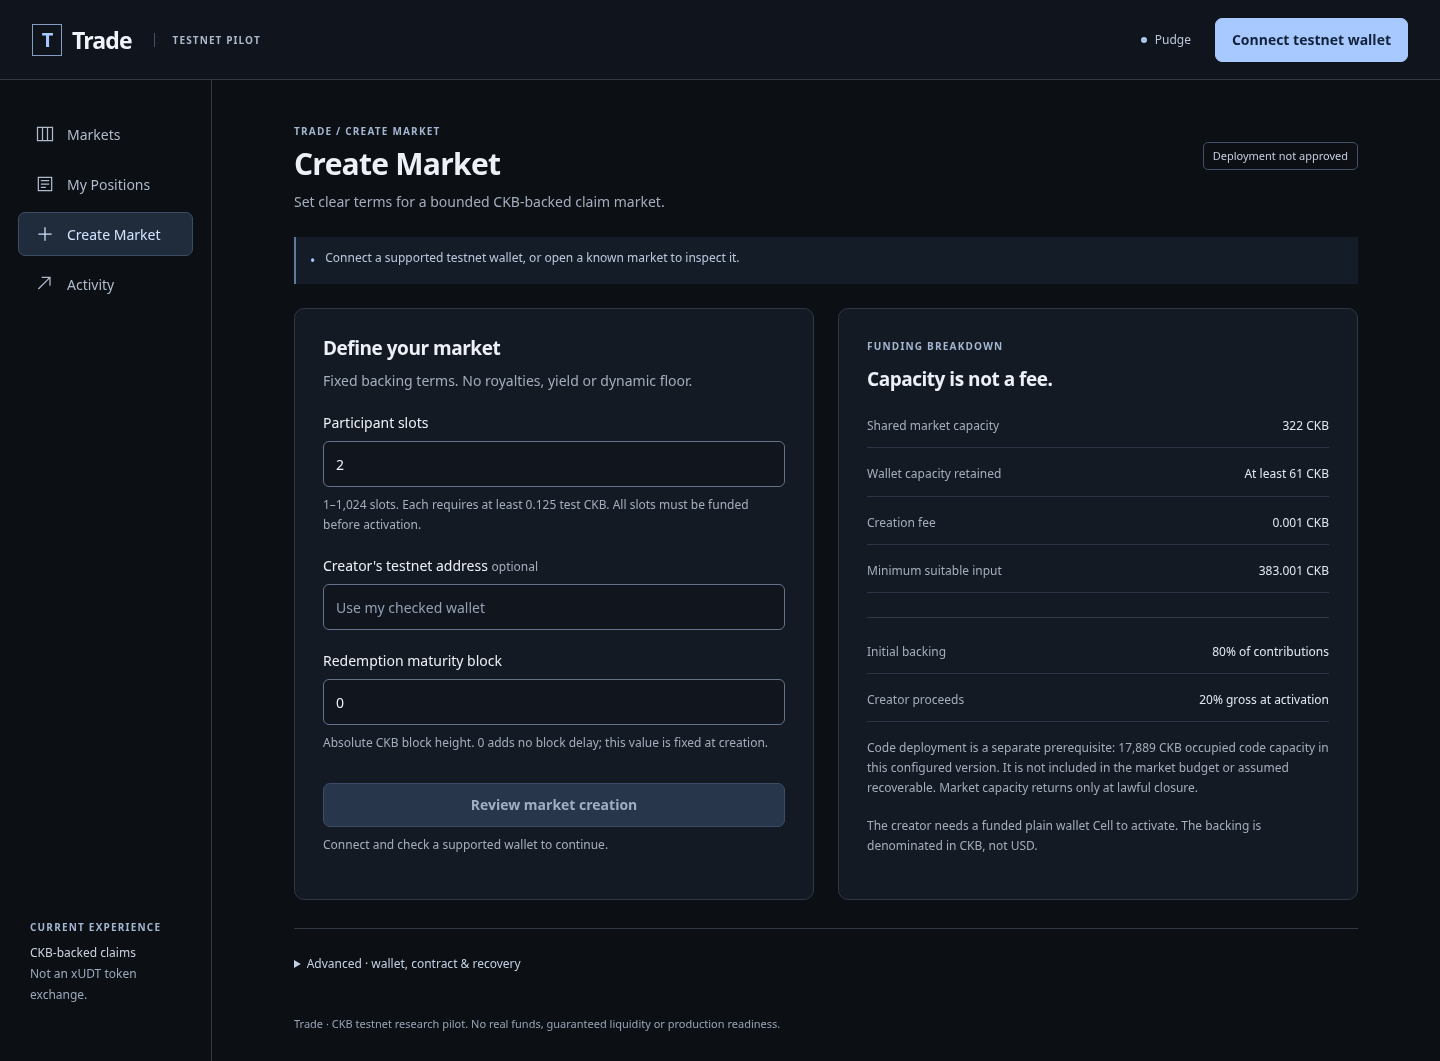 T Trade
TESTNET PILOT
Pudge
Connect testnet wallet
Markets
My Positions
Create Market
Activity
CURRENT EXPERIENCE
CKB-backed claims
Not an xUDT token
exchange.
TRADE / CREATE MARKET
Create Market
Set clear terms for a bounded CKB-backed claim market.
Deployment not approved
• Connect a supported testnet wallet, or open a known market to inspect it.
Define your market
Fixed backing terms. No royalties, yield or dynamic floor.
Participant slots
2
1–1,024 slots. Each requires at least 0.125 test CKB. All slots must be funded
before activation.
Creator's testnet address optional
Use my checked wallet
Redemption maturity block
0
Absolute CKB block height. 0 adds no block delay; this value is fixed at creation.
Review market creation
Connect and check a supported wallet to continue.
FUNDING BREAKDOWN
Capacity is not a fee.
Shared market capacity 322 CKB
Wallet capacity retained At least 61 CKB
Creation fee 0.001 CKB
Minimum suitable input 383.001 CKB
Initial backing 80% of contributions
Creator proceeds 20% gross at activation
Code deployment is a separate prerequisite: 17,889 CKB occupied code capacity in
this configured version. It is not included in the market budget or assumed
recoverable. Market capacity returns only at lawful closure.
The creator needs a funded plain wallet Cell to activate. The backing is
denominated in CKB, not USD.
Advanced · wallet, contract & recovery
Trade · CKB testnet research pilot. No real funds, guaranteed liquidity or production readiness.